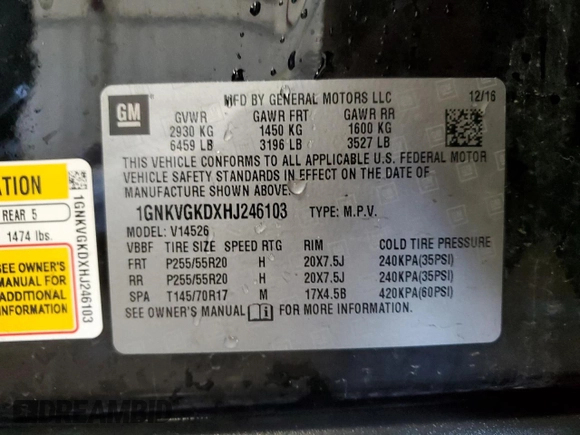 MFD BY GENERAL MOTORS LLC 12/16
GM
GVWR GAWR FRT GAWR RR
2930 KG 1450 KG 1600 KG
6459 LB 3196 LB 3527 LB
THIS VEHICLE CONFORMS TO ALL APPLICABLE U.S. FEDERAL MOTOR
VEHICLE SAFETY STANDARDS IN EFFECT ON THE DATE OF
MANUFACTURE SHOWN ABOVE.
1GNKVGKDXHJ246103 TYPE: M.P.V.
MODEL: V14526
VBBF TIRE SIZE SPEED RTG RIM COLD TIRE PRESSURE
FRT P255/55R20 H 20X7.5J 240KPA(35PSI)
RR P255/55R20 H 20X7.5J 240KPA(35PSI)
SPA T145/70R17 M 17X4.5B 420KPA(60PSI)
SEE OWNER'S MANUAL FOR MORE INFORMATION
ATION
REAR 5
1474 lbs.
SEE OWNER'S
MANUAL FOR
ADDITIONAL
INFORMATION
1GNKVGKDXHJ246103
DREAMBID